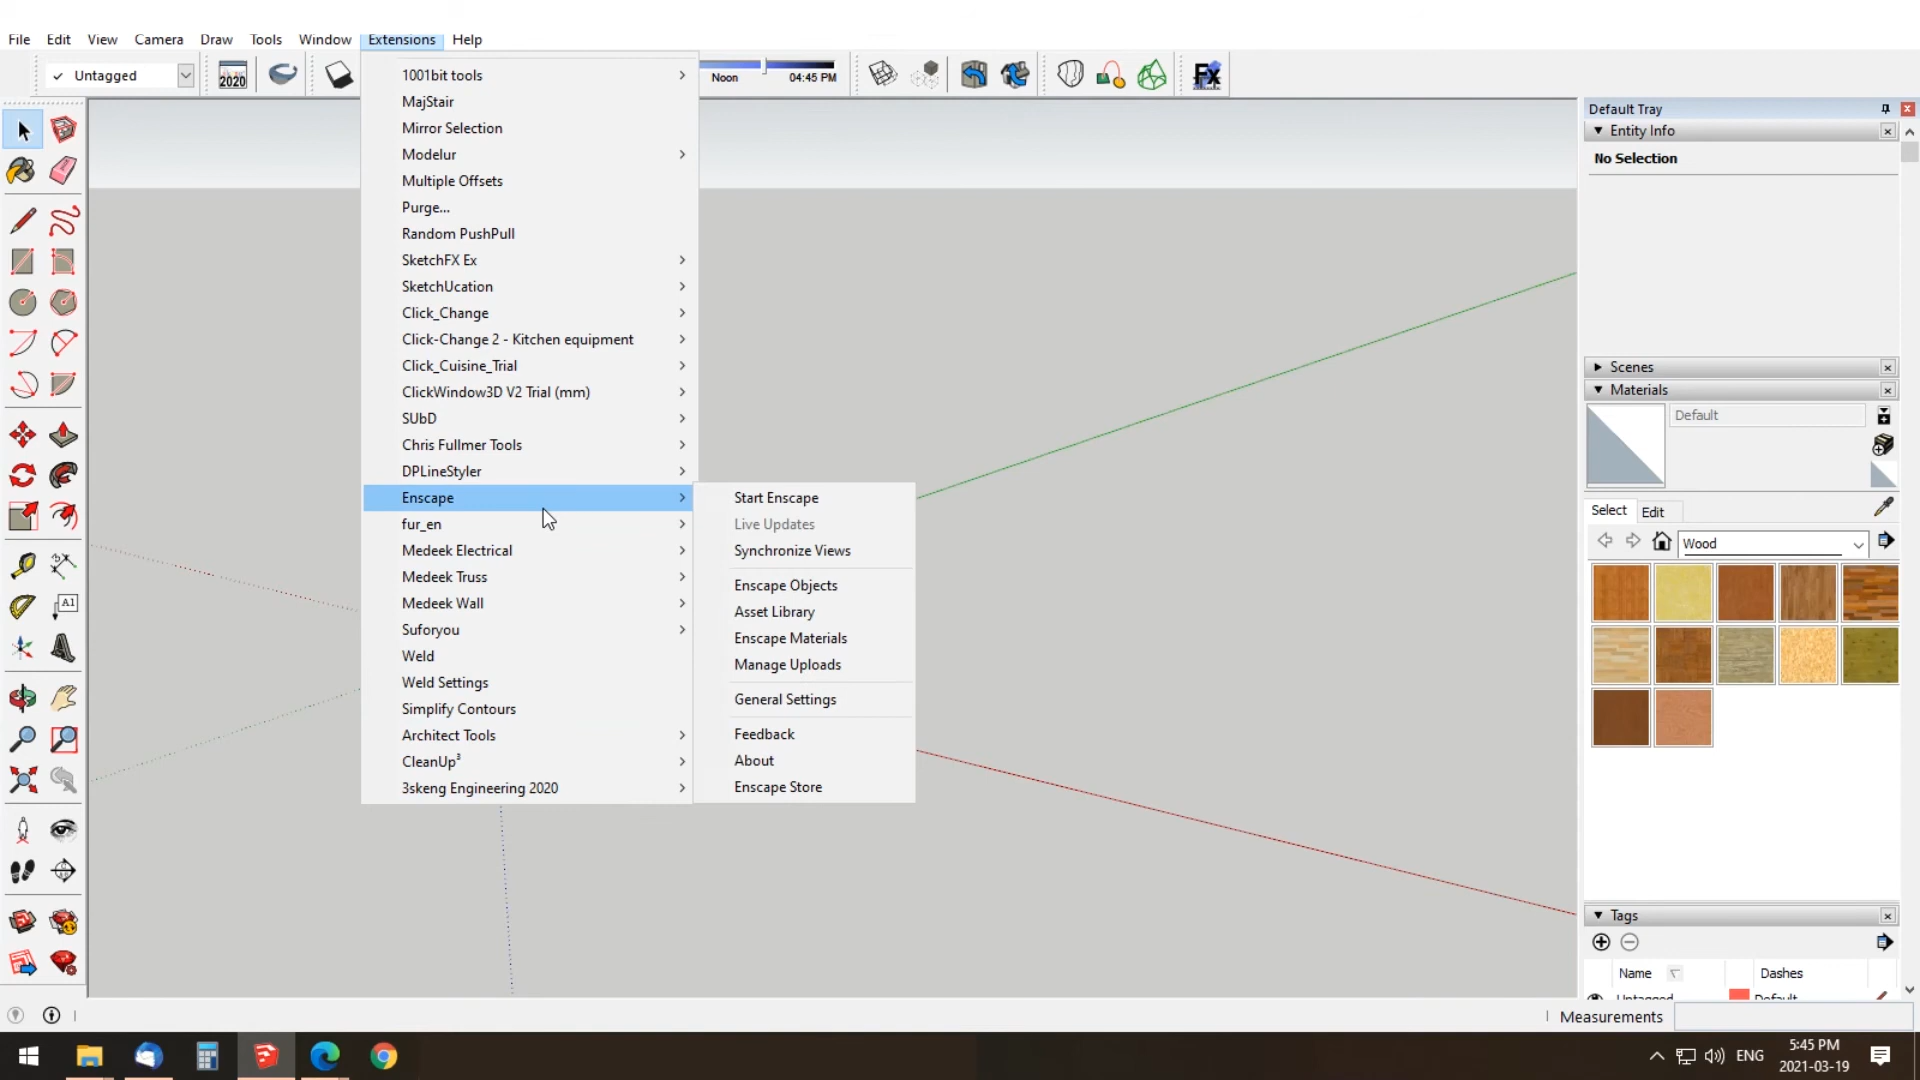 File Edit View Camera Draw Tools Window Extensions Help
Untagged
2020
Noon 04:45 PM
Fx
1001bit tools
MajStair
Mirror Selection
Modelur
Multiple Offsets
Purge...
Random PushPull
SketchFX Ex
SketchUcation
Click_Change
Click-Change 2 - Kitchen equipment
Click_Cuisine_Trial
ClickWindow3D V2 Trial (mm)
SUbD
Chris Fullmer Tools
DPLineStyler
Enscape
fur_en
Medeek Electrical
Medeek Truss
Medeek Wall
Suforyou
Weld
Weld Settings
Simplify Contours
Architect Tools
CleanUp³
3skeng Engineering 2020
Start Enscape
Live Updates
Synchronize Views
Enscape Objects
Asset Library
Enscape Materials
Manage Uploads
General Settings
Feedback
About
Enscape Store
A1
Default Tray
Entity Info
No Selection
Scenes
Materials
Default
Select Edit
Wood
Tags
Name Dashes
Untagged Default
Measurements
ENG
5:45 PM
2021-03-19